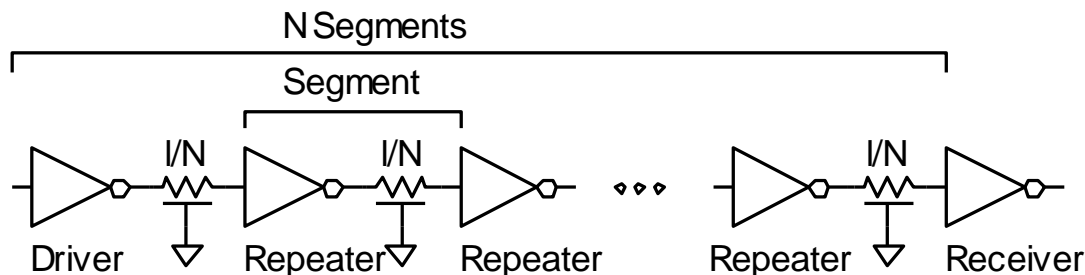 N Segments
Segment
l/N l/N l/N
Driver Repeater Repeater Repeater Receiver